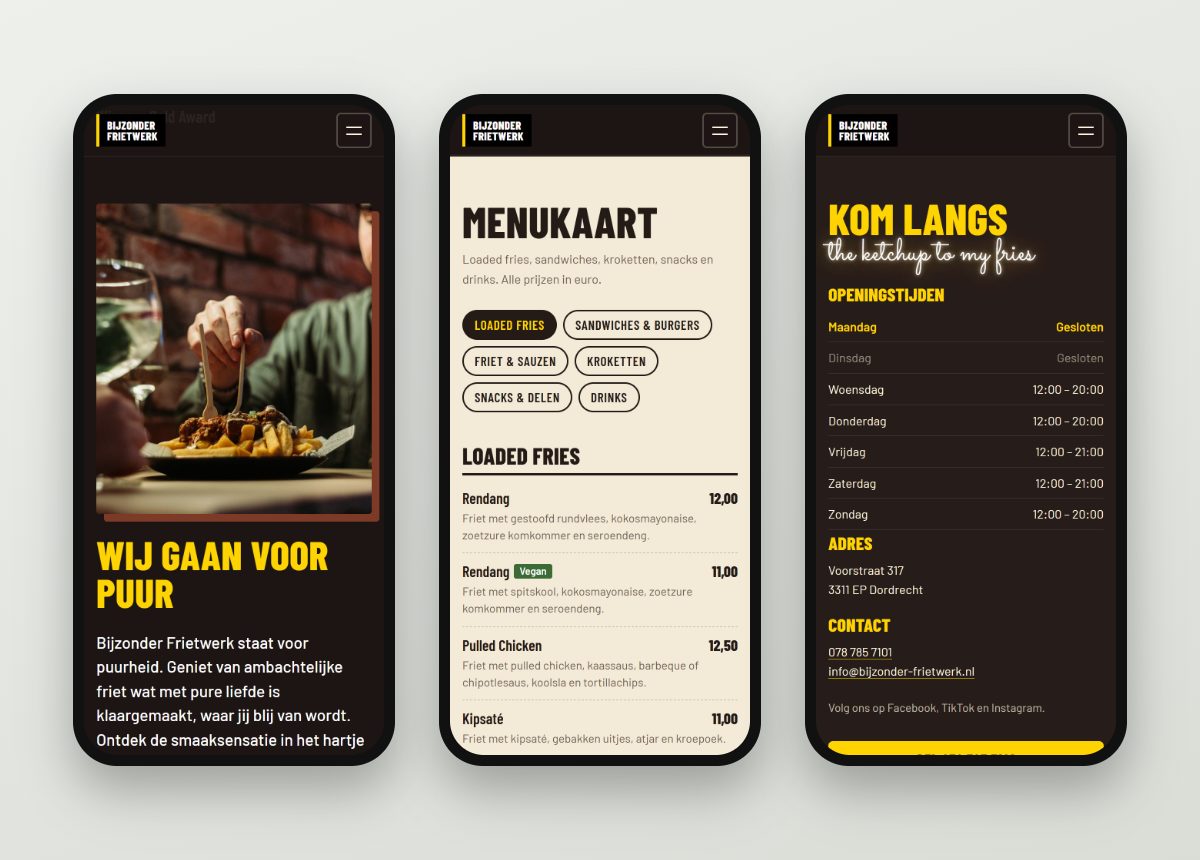 Gold Award
BIJZONDER
FRIETWERK
WIJ GAAN VOOR
PUUR
Bijzonder Frietwerk staat voor
puurheid. Geniet van ambachtelijke
friet wat met pure liefde is
klaargemaakt, waar jij blij van wordt.
Ontdek de smaaksensatie in het hartje
BIJZONDER
FRIETWERK
MENUKAART
Loaded fries, sandwiches, kroketten, snacks en
drinks. Alle prijzen in euro.
LOADED FRIES SANDWICHES & BURGERS
FRIET & SAUZEN KROKETTEN
SNACKS & DELEN DRINKS
LOADED FRIES
Rendang 12,00
Friet met gestoofd rundvlees, kokosmayonaise,
zoetzure komkommer en seroendeng.
Rendang Vegan 11,00
Friet met spitskool, kokosmayonaise, zoetzure
komkommer en seroendeng.
Pulled Chicken 12,50
Friet met pulled chicken, kaassaus, barbeque of
chipotlesaus, koolsla en tortillachips.
Kipsaté 11,00
Friet met kipsaté, gebakken uitjes, atjar en kroepoek.
BIJZONDER
FRIETWERK
KOM LANGS
the ketchup to my fries
OPENINGSTIJDEN
Maandag Gesloten
Dinsdag Gesloten
Woensdag 12:00 – 20:00
Donderdag 12:00 – 20:00
Vrijdag 12:00 – 21:00
Zaterdag 12:00 – 21:00
Zondag 12:00 – 20:00
ADRES
Voorstraat 317
3311 EP Dordrecht
CONTACT
078 785 7101
info@bijzonder-frietwerk.nl
Volg ons op Facebook, TikTok en Instagram.